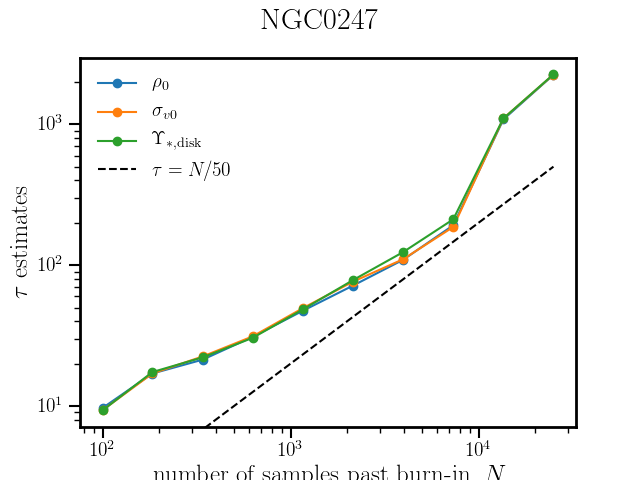 NGC0247
ρ₀
σᵥ₀
Υ∗,disk
τ = N/50
τ estimates
10³
10²
10¹
10² 10³ 10⁴
number of samples past burn-in, N